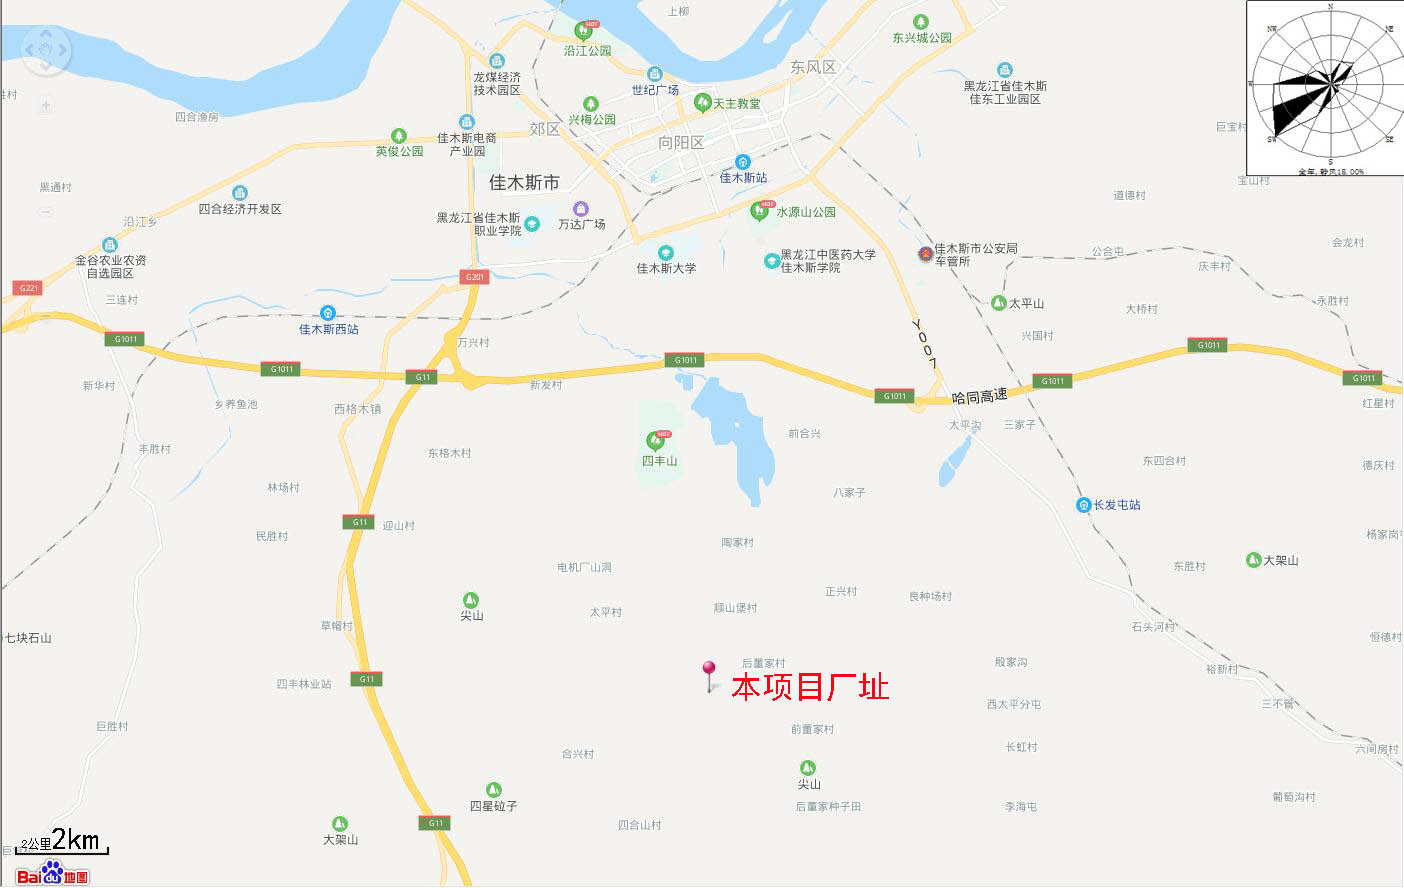 上柳
N
NE
SE
S
SW
W
NW
全年,静风18.00%
沿江公园
HOT
东兴城公园
龙煤经济
技术园区
世纪广场
东风区
黑龙江省佳木斯
佳东工业园区
天主教堂
兴梅公园
四合渔房
郊区
向阳区
巨宝村
佳木斯电商
产业园
英俊公园
佳木斯站
佳木斯市
宝山村
黑通村
道德村
四合经济开发区
沿江乡
黑龙江省佳木斯
职业学院
万达广场
HOT
水源山公园
会龙村
公合屯
佳木斯市公安局
车管所
黑龙江中医药大学
佳木斯学院
佳木斯大学
金谷农业农资
自选园区
庆丰村
G201
G221
三连村
太平山
永胜村
大桥村
佳木斯西站
Y007
兴国村
G1011
万兴村
G1011
G1011
G1011
G11
G1011
G1011
G1011
新华村
新发村
哈同高速
红星村
乡养鱼池
西格木镇
太平沟
三家子
前合兴
HOT
四丰山
丰胜村
东格木村
东四合村
德庆村
林场村
八家子
长发屯站
G11
迎山村
民胜村
杨家岗屯
陶家村
大架山
电机厂山洞
东胜村
正兴村
良种场村
尖山
太平村
顺山堡村
草帽村
石头河村
七块石山
恒德村
后董家村
殷家沟
裕新村
G11
四丰林业站
本项目厂址
西太平分屯
三不管
巨胜村
前董家村
长虹村
六间房村
合兴村
尖山
四星砬子
后董家种子田
李海屯
葡萄沟村
G11
四合山村
大架山
2公里
2km
Bai du 地图